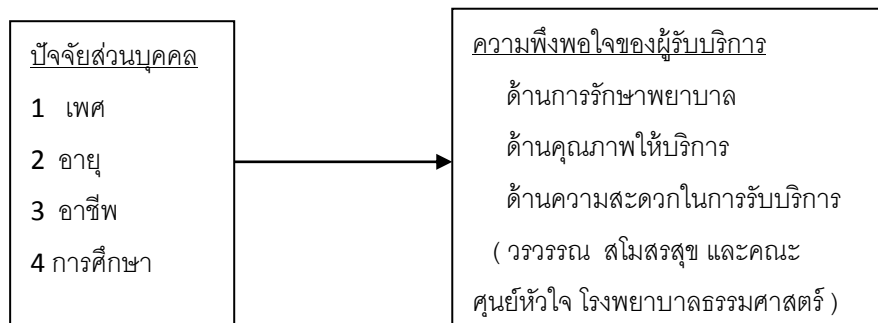 ปัจจัยส่วนบุคคล
1 เพศ
2 อายุ
3 อาชีพ
4 การศึกษา
ความพึงพอใจของผู้รับบริการ
ด้านการรักษาพยาบาล
ด้านคุณภาพให้บริการ
ด้านความสะดวกในการรับบริการ
( วรวรรณ สโมสรสุข และคณะ
ศูนย์หัวใจ โรงพยาบาลธรรมศาสตร์ )